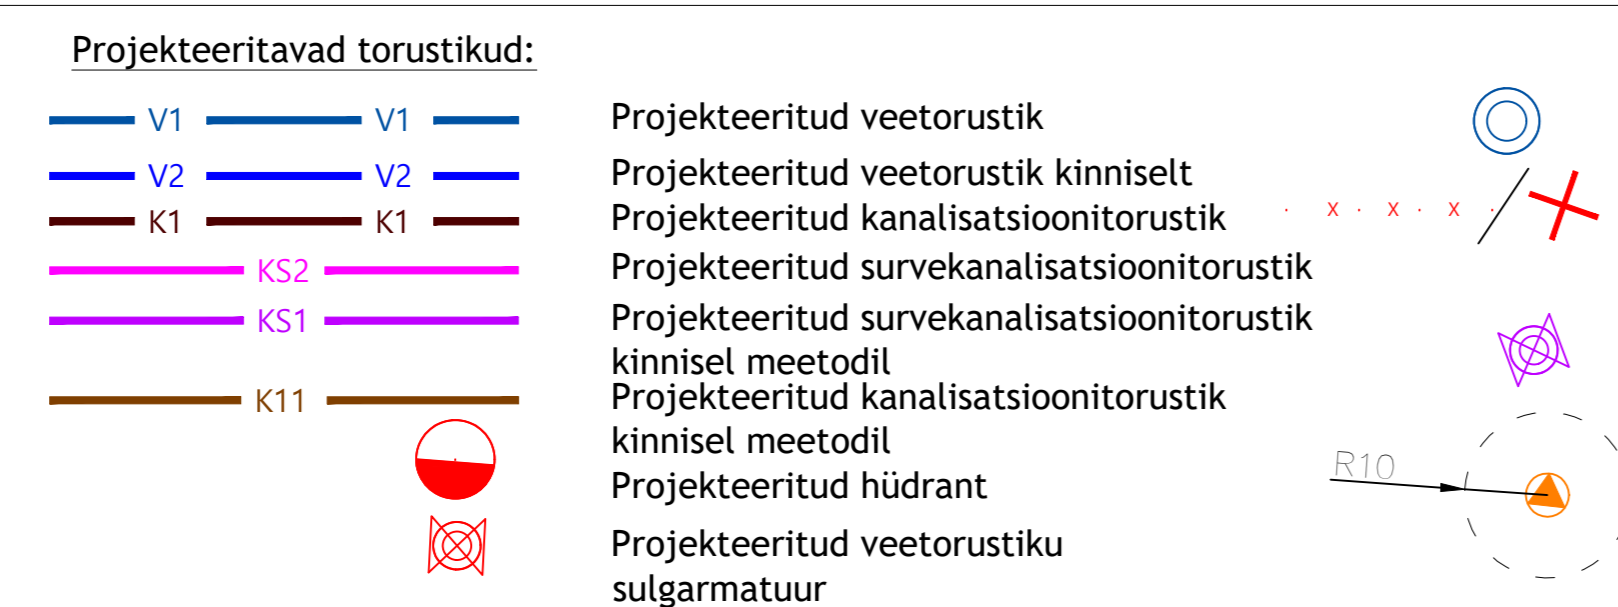 Projekteeritavad torustikud:
V1 V1 Projekteeritud veetorustik
V2 V2 Projekteeritud veetorustik kinniselt
K1 K1 Projekteeritud kanalisatsioonitorustik
x x x
KS2 Projekteeritud survekanalisatsioonitorustik
KS1 Projekteeritud survekanalisatsioonitorustik
kinnisel meetodil
K11 Projekteeritud kanalisatsioonitorustik
kinnisel meetodil
R10
Projekteeritud hüdrant
Projekteeritud veetorustiku
sulgarmatuur